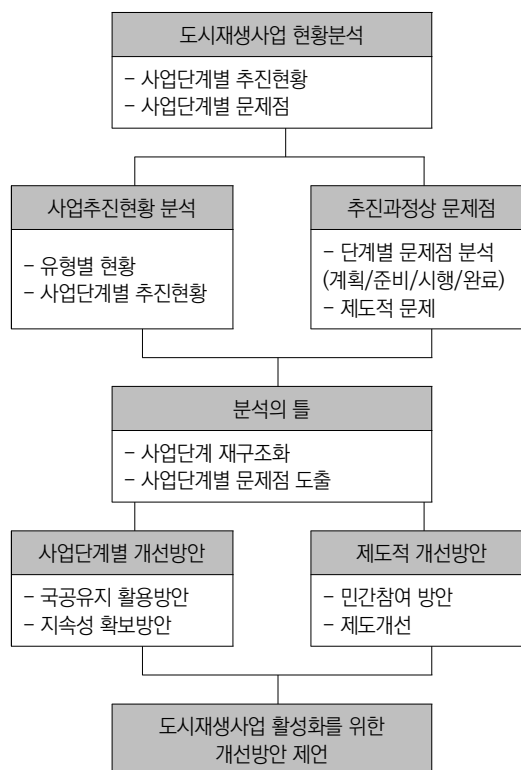 도시재생사업 현황분석
– 사업단계별 추진현황
– 사업단계별 문제점
사업추진현황 분석
– 유형별 현황
– 사업단계별 추진현황
추진과정상 문제점
– 단계별 문제점 분석
(계획/준비/시행/완료)
– 제도적 문제
분석의 틀
– 사업단계 재구조화
– 사업단계별 문제점 도출
사업단계별 개선방안
– 국공유지 활용방안
– 지속성 확보방안
제도적 개선방안
– 민간참여 방안
– 제도개선
도시재생사업 활성화를 위한
개선방안 제언